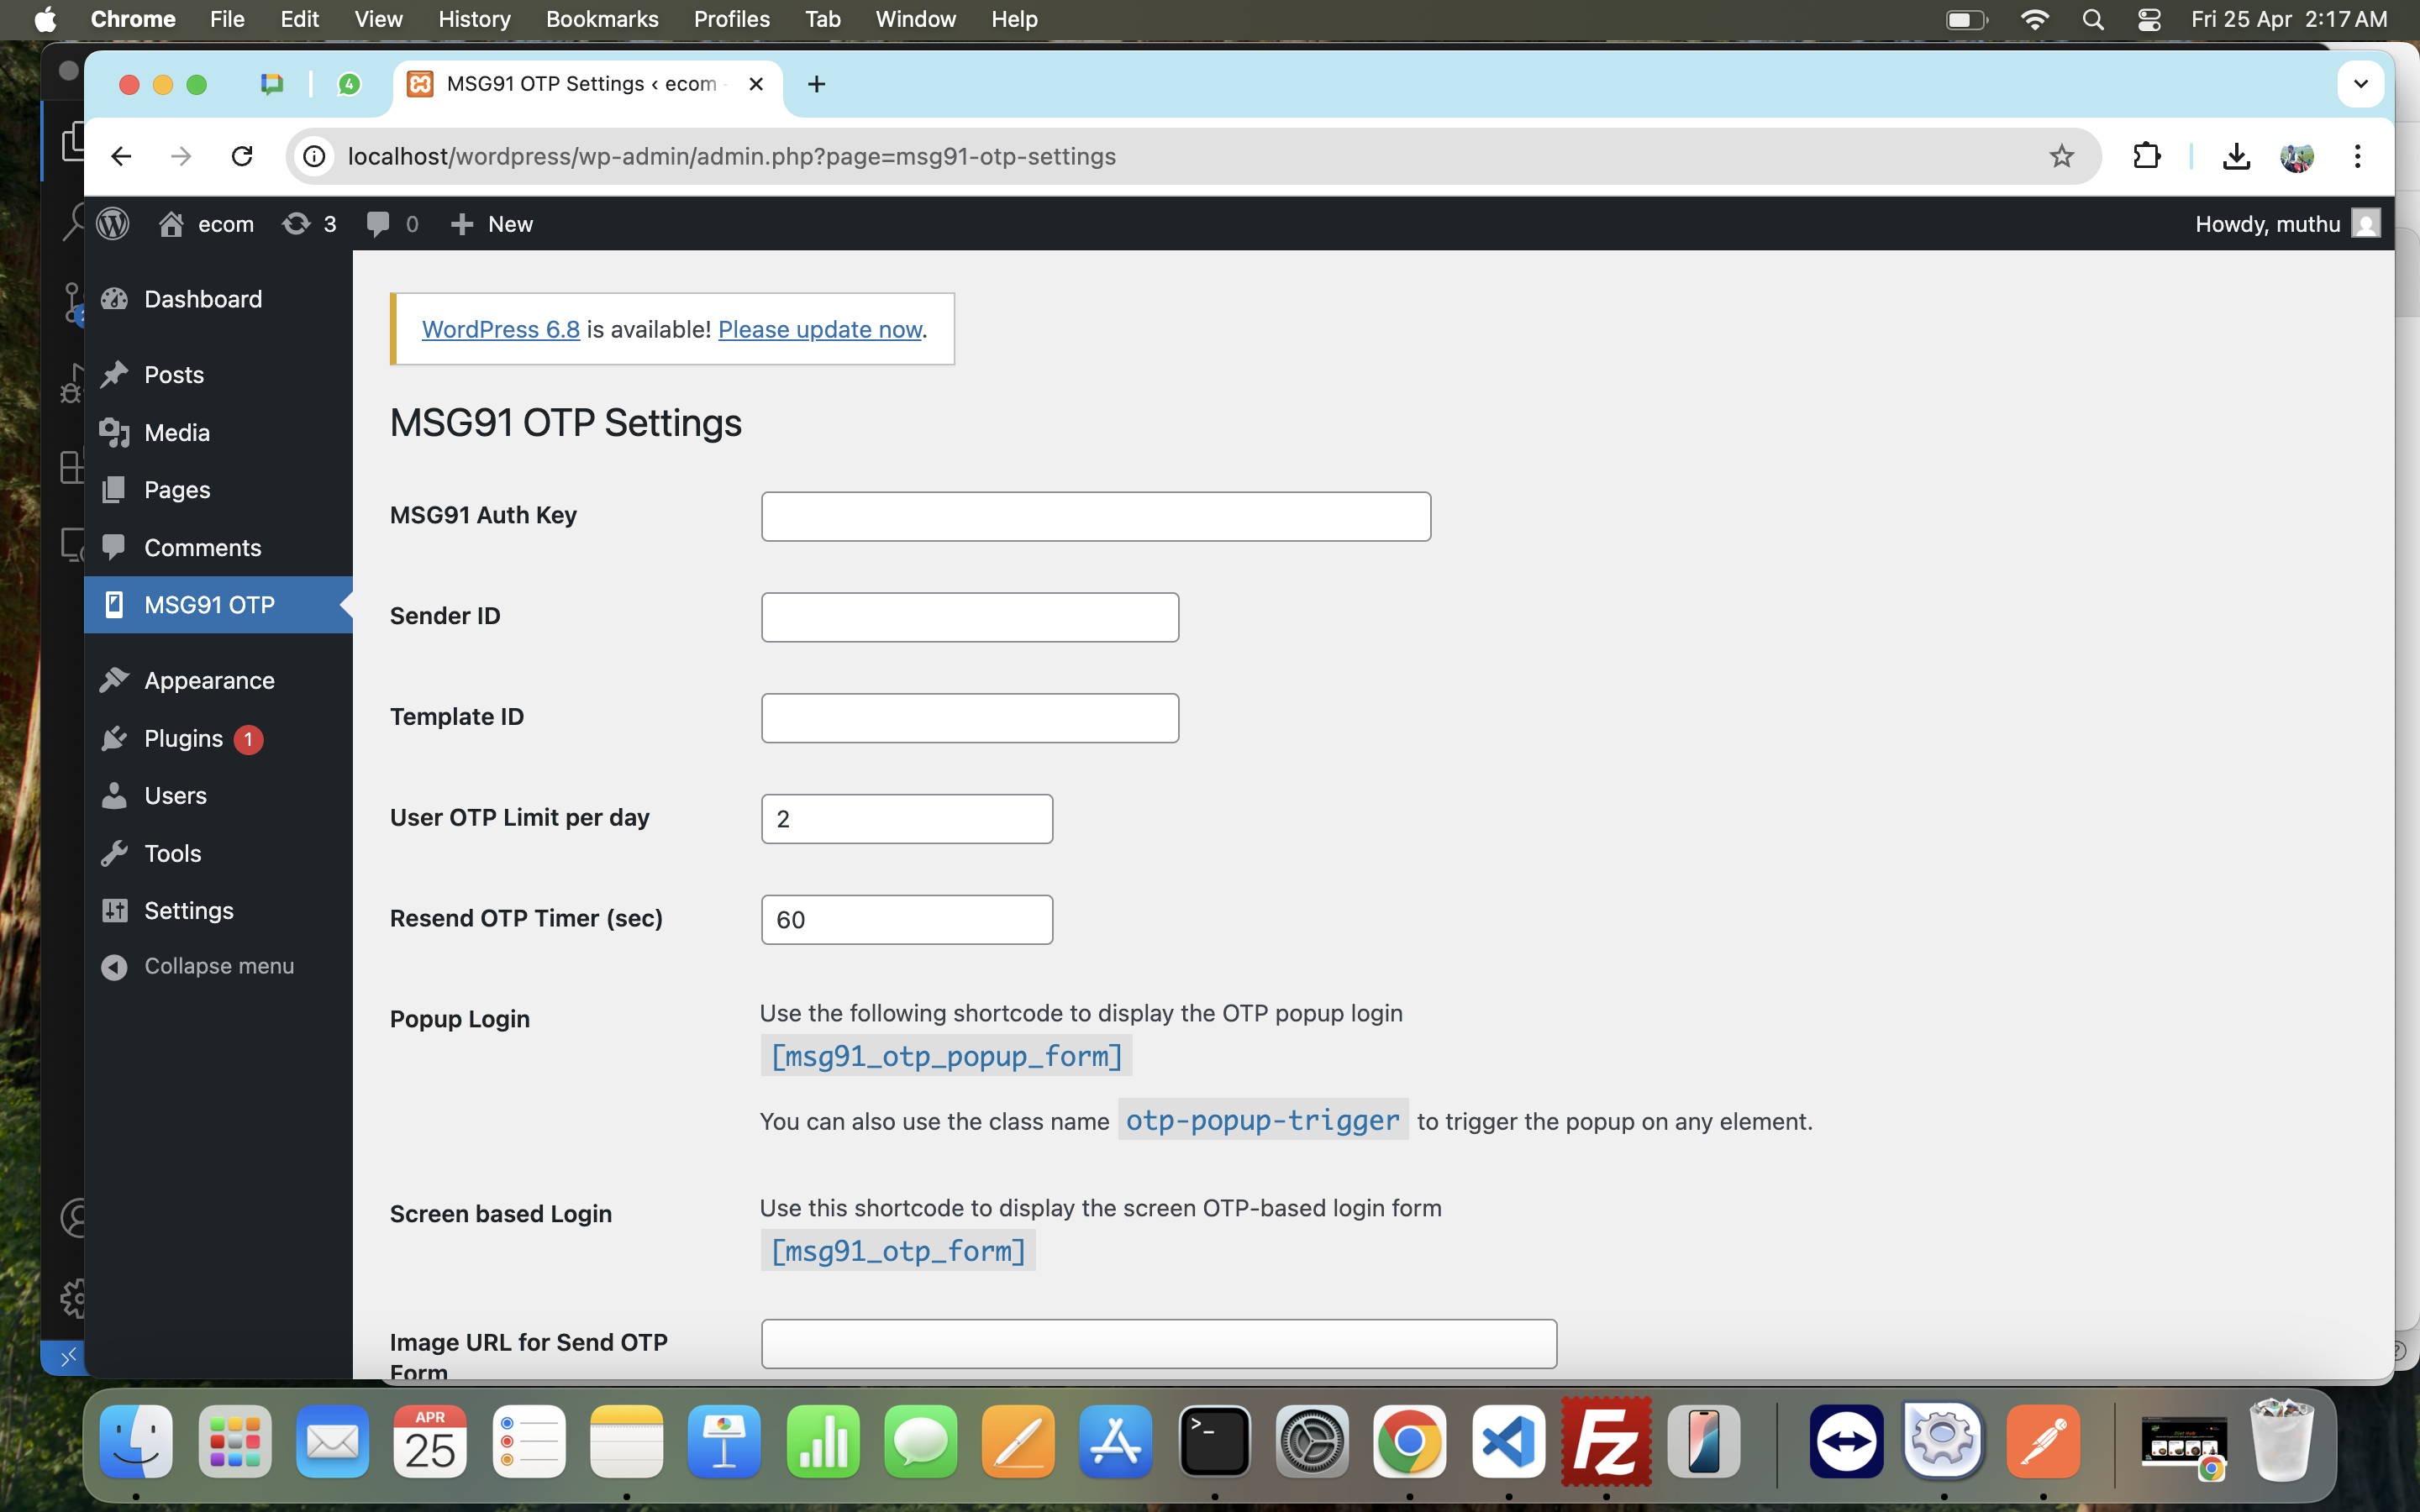 Chrome File Edit View History Bookmarks Profiles Tab Window Help Fri 25 Apr 2:17 AM
4 MSG91 OTP Settings ‹ ecom
localhost/wordpress/wp-admin/admin.php?page=msg91-otp-settings
ecom 3 0 New Howdy, muthu
Dashboard
Posts
Media
Pages
Comments
MSG91 OTP
Appearance
Plugins 1
Users
Tools
Settings
Collapse menu
WordPress 6.8 is available! Please update now.
MSG91 OTP Settings
MSG91 Auth Key
Sender ID
Template ID
User OTP Limit per day 2
Resend OTP Timer (sec) 60
Popup Login Use the following shortcode to display the OTP popup login
[msg91_otp_popup_form]
You can also use the class name otp-popup-trigger to trigger the popup on any element.
Screen based Login Use this shortcode to display the screen OTP-based login form
[msg91_otp_form]
Image URL for Send OTP
Form
APR
25
Fz